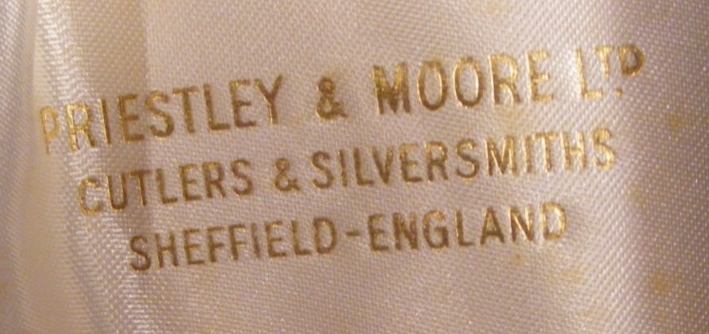 PRIESTLEY & MOORE LTD
CUTLERS & SILVERSMITHS
SHEFFIELD-ENGLAND